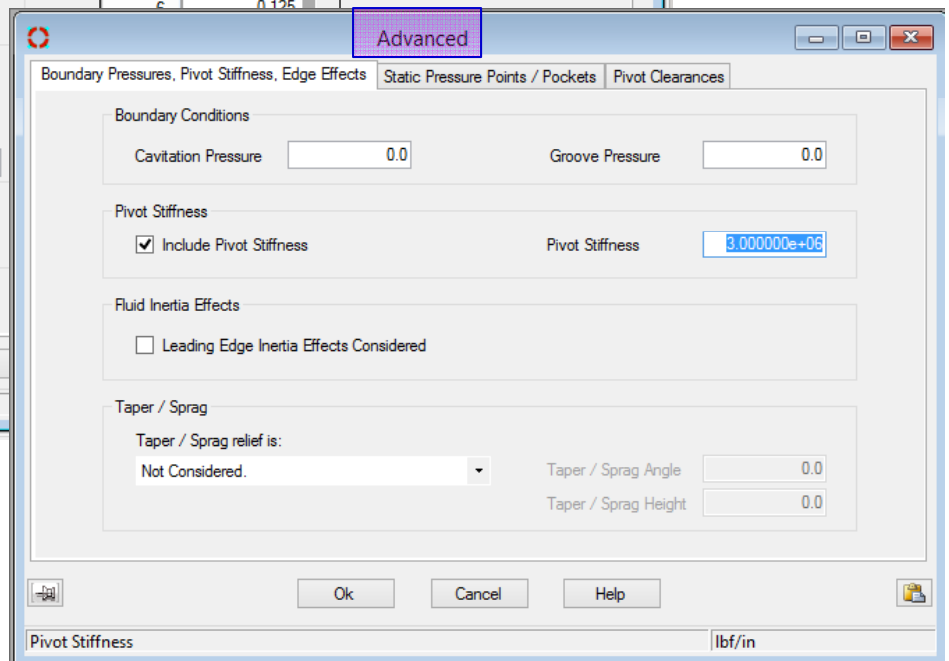 6 0.125
Advanced
Boundary Pressures, Pivot Stiffness, Edge Effects Static Pressure Points / Pockets Pivot Clearances
Boundary Conditions
Cavitation Pressure 0.0 Groove Pressure 0.0
Pivot Stiffness
Include Pivot Stiffness Pivot Stiffness 3.000000e+06
Fluid Inertia Effects
Leading Edge Inertia Effects Considered
Taper / Sprag
Taper / Sprag relief is:
Not Considered. Taper / Sprag Angle 0.0
Taper / Sprag Height 0.0
Ok Cancel Help
Pivot Stiffness lbf/in